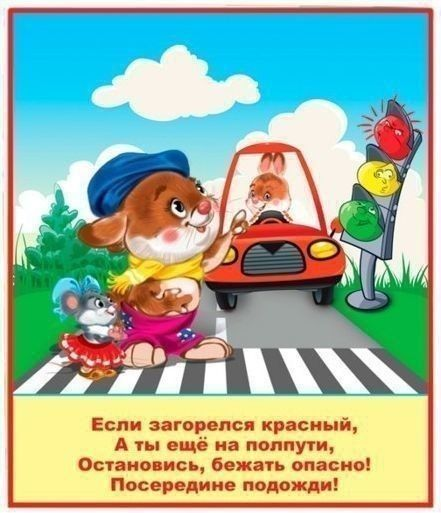 Если загорелся красный,
А ты ещё на полпути,
Остановись, бежать опасно!
Посередине подожди!